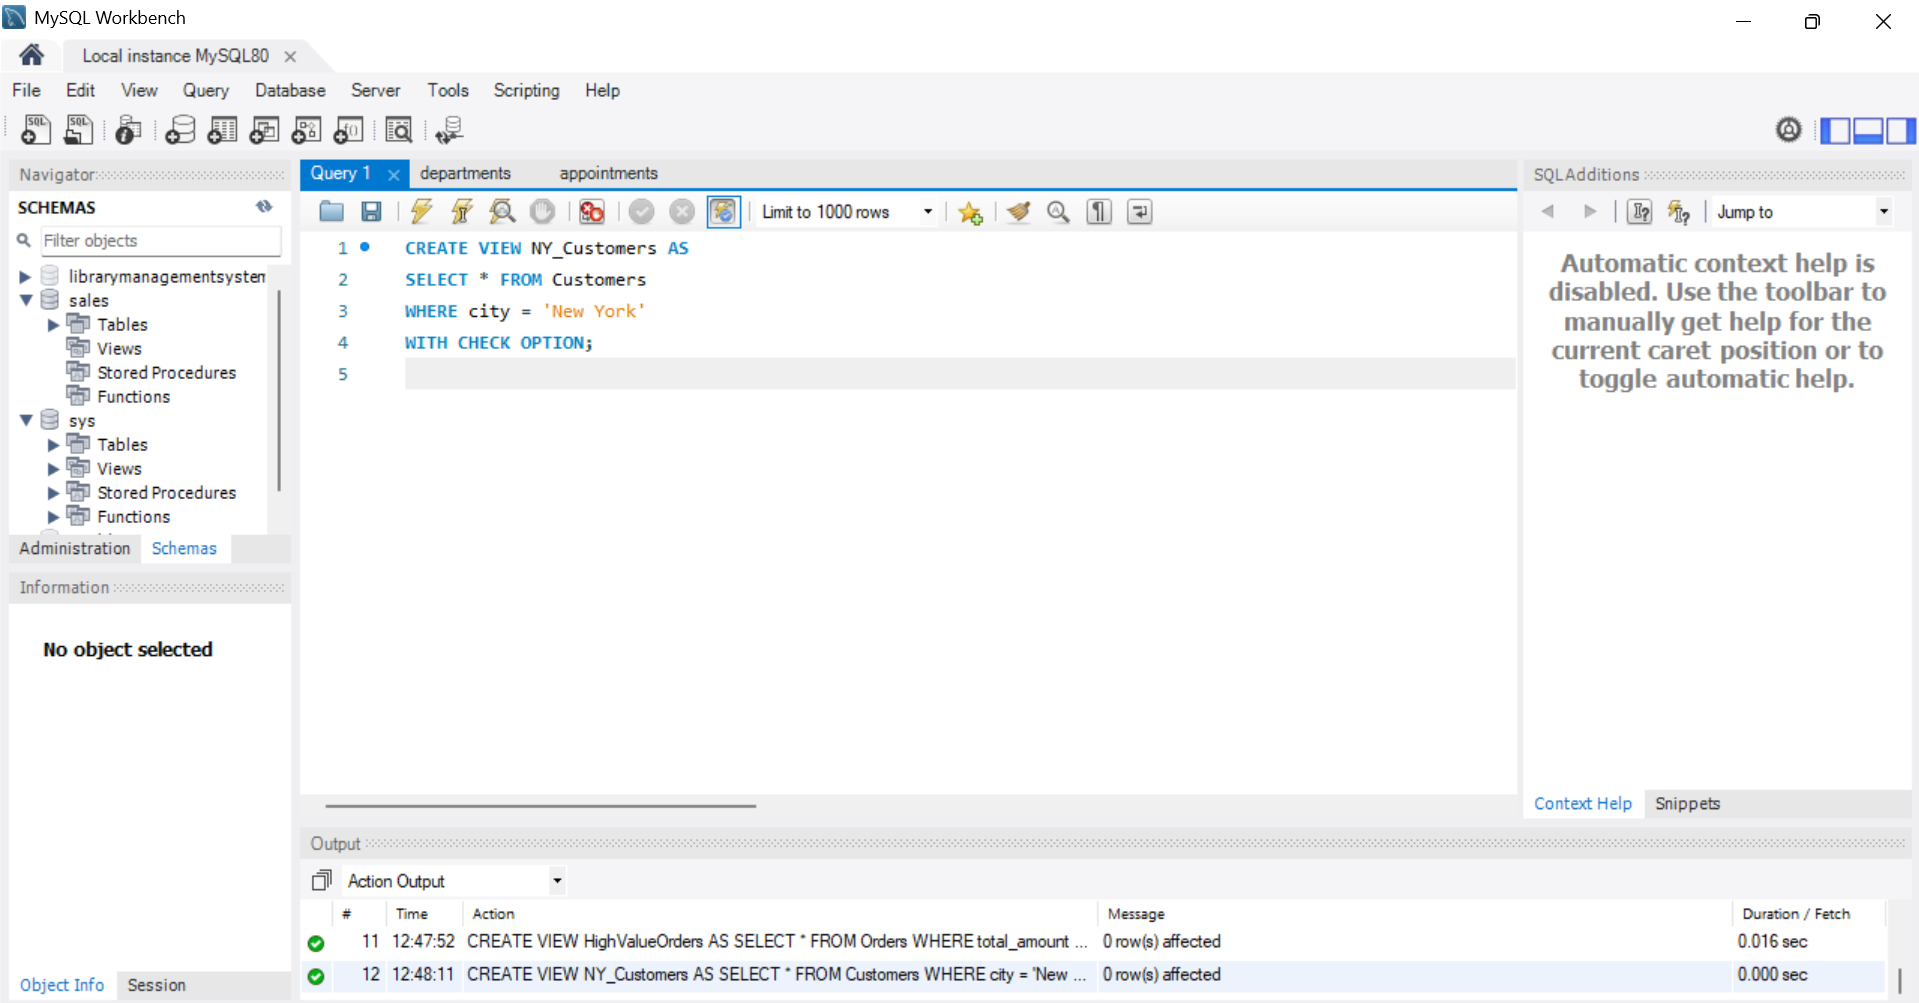 MySQL Workbench
Local instance MySQL80
File Edit View Query Database Server Tools Scripting Help
Navigator
SCHEMAS
Filter objects
librarymanagementsystem
sales
Tables
Views
Stored Procedures
Functions
sys
Tables
Views
Stored Procedures
Functions
Administration Schemas
Information
No object selected
Object Info Session
Query 1 departments appointments
Limit to 1000 rows
1 CREATE VIEW NY_Customers AS
2 SELECT * FROM Customers
3 WHERE city = 'New York'
4 WITH CHECK OPTION;
5
SQLAdditions
Jump to
Automatic context help is
disabled. Use the toolbar to
manually get help for the
current caret position or to
toggle automatic help.
Context Help Snippets
Output
Action Output
# Time Action Message Duration / Fetch
11 12:47:52 CREATE VIEW HighValueOrders AS SELECT * FROM Orders WHERE total_amount ... 0 row(s) affected 0.016 sec
12 12:48:11 CREATE VIEW NY_Customers AS SELECT * FROM Customers WHERE city = 'New ... 0 row(s) affected 0.000 sec